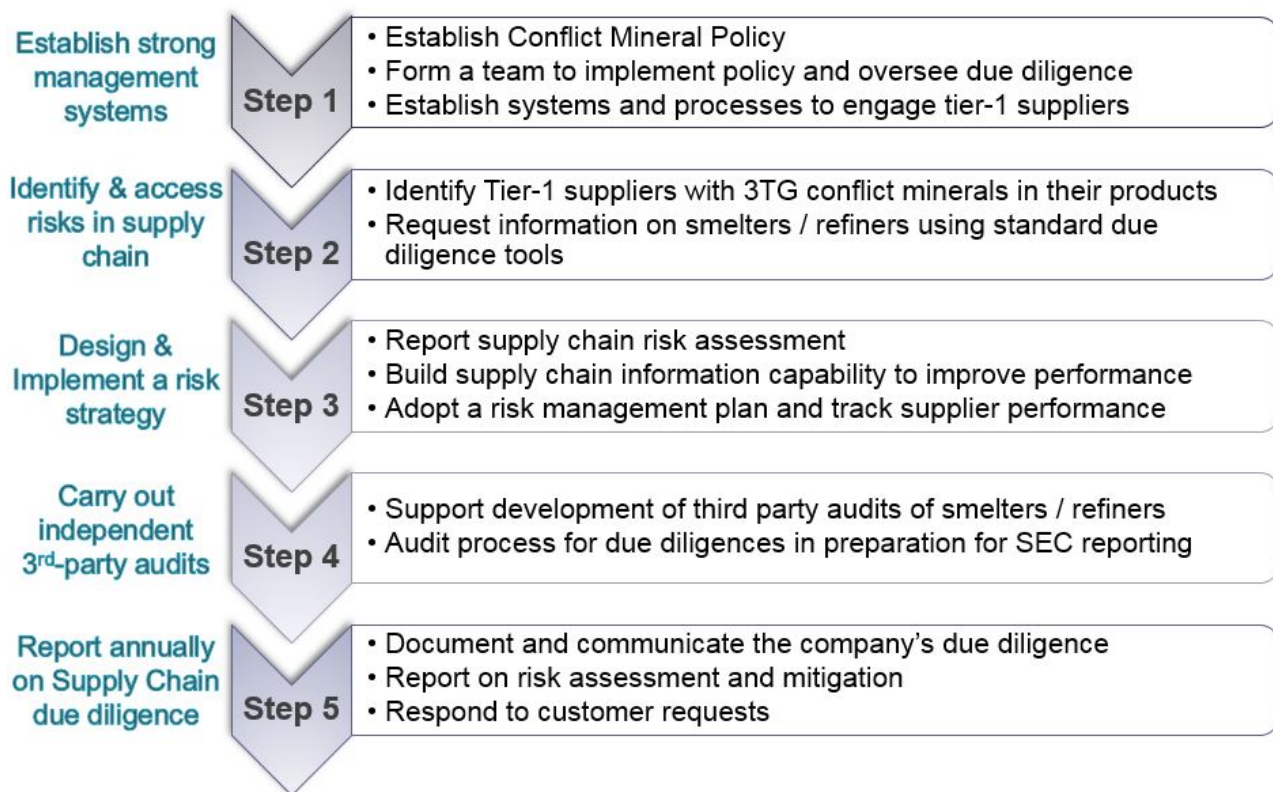 Establish strong
management
systems
Step 1
• Establish Conflict Mineral Policy
• Form a team to implement policy and oversee due diligence
• Establish systems and processes to engage tier-1 suppliers
Identify & access
risks in supply
chain
Step 2
• Identify Tier-1 suppliers with 3TG conflict minerals in their products
• Request information on smelters / refiners using standard due
diligence tools
Design &
Implement a risk
strategy
Step 3
• Report supply chain risk assessment
• Build supply chain information capability to improve performance
• Adopt a risk management plan and track supplier performance
Carry out
independent
3rd-party audits
Step 4
• Support development of third party audits of smelters / refiners
• Audit process for due diligences in preparation for SEC reporting
Report annually
on Supply Chain
due diligence
Step 5
• Document and communicate the company’s due diligence
• Report on risk assessment and mitigation
• Respond to customer requests